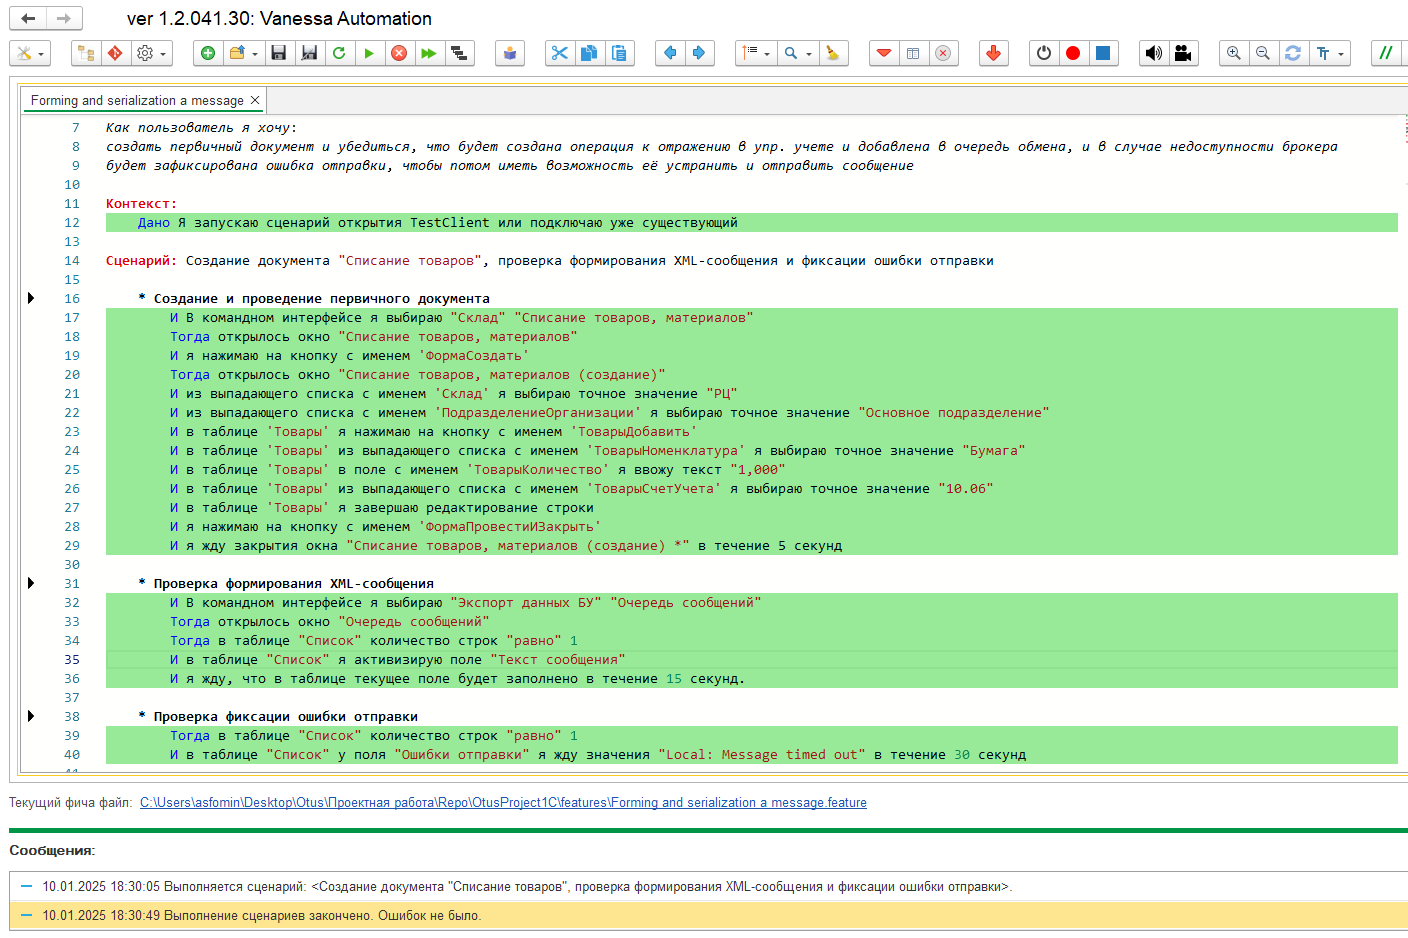 ver 1.2.041.30: Vanessa Automation
Forming and serialization a message
7 Как пользователь я хочу:
8 создать первичный документ и убедиться, что будет создана операция к отражению в упр. учете и добавлена в очередь обмена, и в случае недоступности брокера
9 будет зафиксирована ошибка отправки, чтобы потом иметь возможность её устранить и отправить сообщение
10
11 Контекст:
12 Дано Я запускаю сценарий открытия TestClient или подключаю уже существующий
13
14 Сценарий: Создание документа "Списание товаров", проверка формирования XML-сообщения и фиксации ошибки отправки
15
16 * Создание и проведение первичного документа
17 И В командном интерфейсе я выбираю "Склад" "Списание товаров, материалов"
18 Тогда открылось окно "Списание товаров, материалов"
19 И я нажимаю на кнопку с именем 'ФормаСоздать'
20 Тогда открылось окно "Списание товаров, материалов (создание)"
21 И из выпадающего списка с именем 'Склад' я выбираю точное значение "РЦ"
22 И из выпадающего списка с именем 'ПодразделениеОрганизации' я выбираю точное значение "Основное подразделение"
23 И в таблице 'Товары' я нажимаю на кнопку с именем 'ТоварыДобавить'
24 И в таблице 'Товары' из выпадающего списка с именем 'ТоварыНоменклатура' я выбираю точное значение "Бумага"
25 И в таблице 'Товары' в поле с именем 'ТоварыКоличество' я ввожу текст "1,000"
26 И в таблице 'Товары' из выпадающего списка с именем 'ТоварыСчетУчета' я выбираю точное значение "10.06"
27 И в таблице 'Товары' я завершаю редактирование строки
28 И я нажимаю на кнопку с именем 'ФормаПровестиИЗакрыть'
29 И я жду закрытия окна "Списание товаров, материалов (создание) *" в течение 5 секунд
30
31 * Проверка формирования XML-сообщения
32 И В командном интерфейсе я выбираю "Экспорт данных БУ" "Очередь сообщений"
33 Тогда открылось окно "Очередь сообщений"
34 Тогда в таблице "Список" количество строк "равно" 1
35 И в таблице "Список" я активизирую поле "Текст сообщения"
36 И я жду, что в таблице текущее поле будет заполнено в течение 15 секунд.
37
38 * Проверка фиксации ошибки отправки
39 Тогда в таблице "Список" количество строк "равно" 1
40 И в таблице "Список" у поля "Ошибки отправки" я жду значения "Local: Message timed out" в течение 30 секунд
Текущий фича файл: C:\Users\asfomin\Desktop\Otus\Проектная работа\Repo\OtusProject1C\features\Forming and serialization a message.feature
Сообщения:
10.01.2025 18:30:05 Выполняется сценарий: <Создание документа "Списание товаров", проверка формирования XML-сообщения и фиксации ошибки отправки>.
10.01.2025 18:30:49 Выполнение сценариев закончено. Ошибок не было.